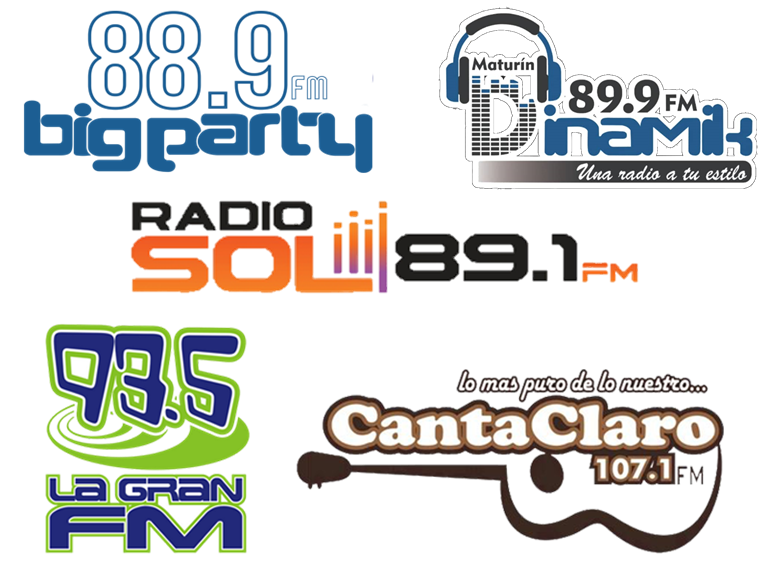 88.9 FM
bigparty
Maturín
89.9 FM
Dinamik
Una radio a tu estilo
RADIO
SOL 89.1 FM
93.5
LA GRAN
FM
lo mas puro de lo nuestro...
CantaClaro
107.1 FM